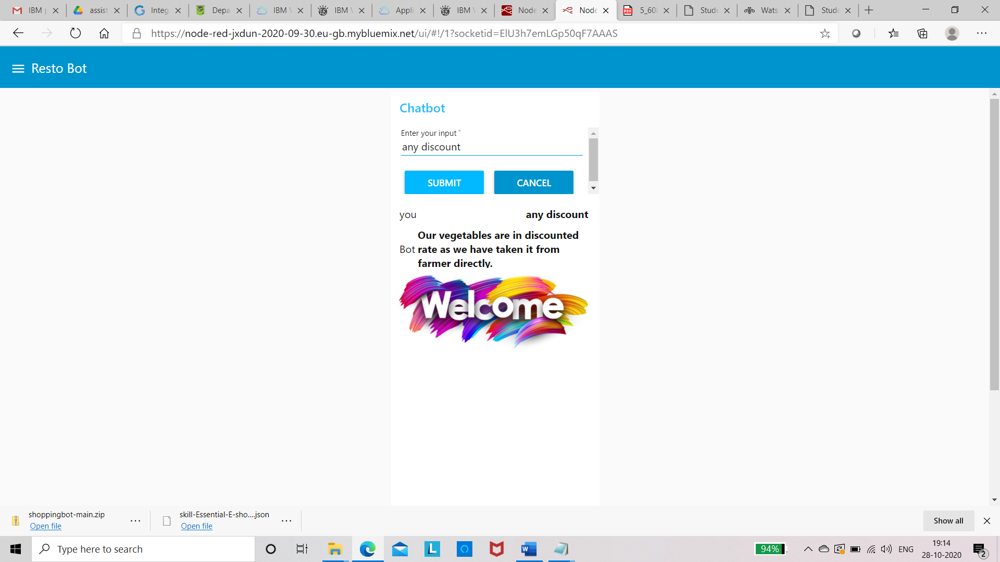 IBM p
assist
Integ
Depa
IBM W
IBM W
Appli
IBM W
Node
Node
5_608
Stude
Wats
Stude
https://node-red-jxdun-2020-09-30.eu-gb.mybluemix.net/ui/#!/1?socketid=ElU3h7emLGp50qF7AAAS
Resto Bot
Chatbot
Enter your input *
any discount
SUBMIT
CANCEL
you any discount
Our vegetables are in discounted
Bot rate as we have taken it from
farmer directly.
Welcome
shoppingbot-main.zip
Open file
skill-Essential-E-sho....json
Open file
Show all
Type here to search
94%
ENG
19:14
28-10-2020
2